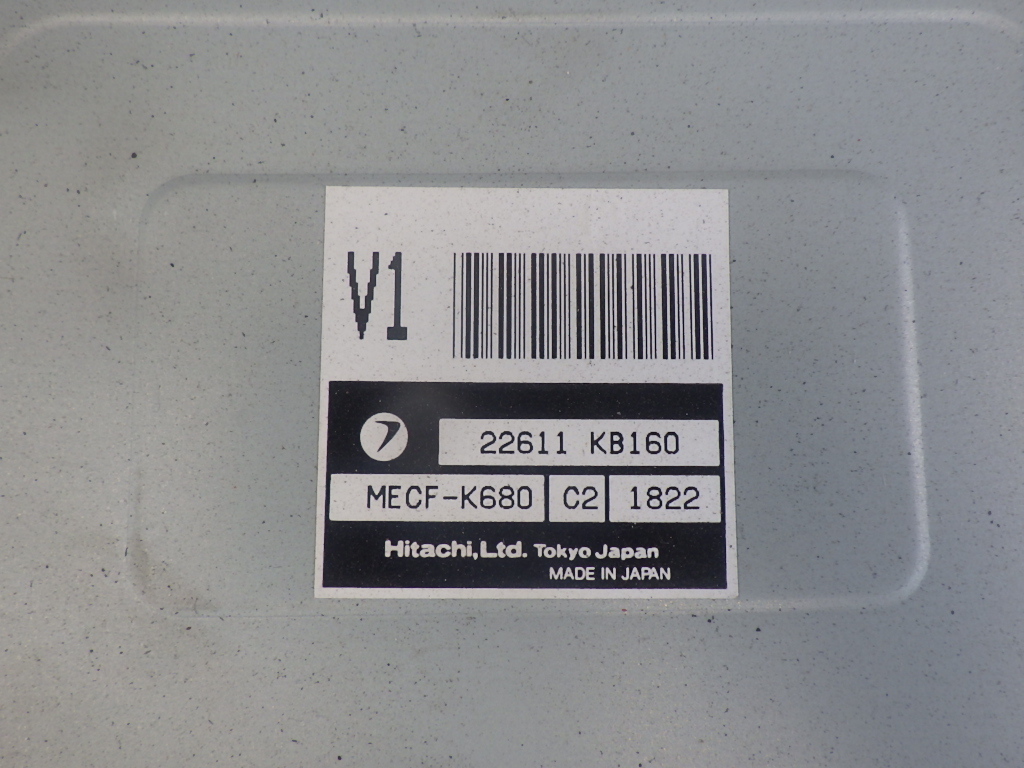 V1
22611 KB160
MECF-K680 C2 1822
Hitachi,Ltd. Tokyo Japan
MADE IN JAPAN